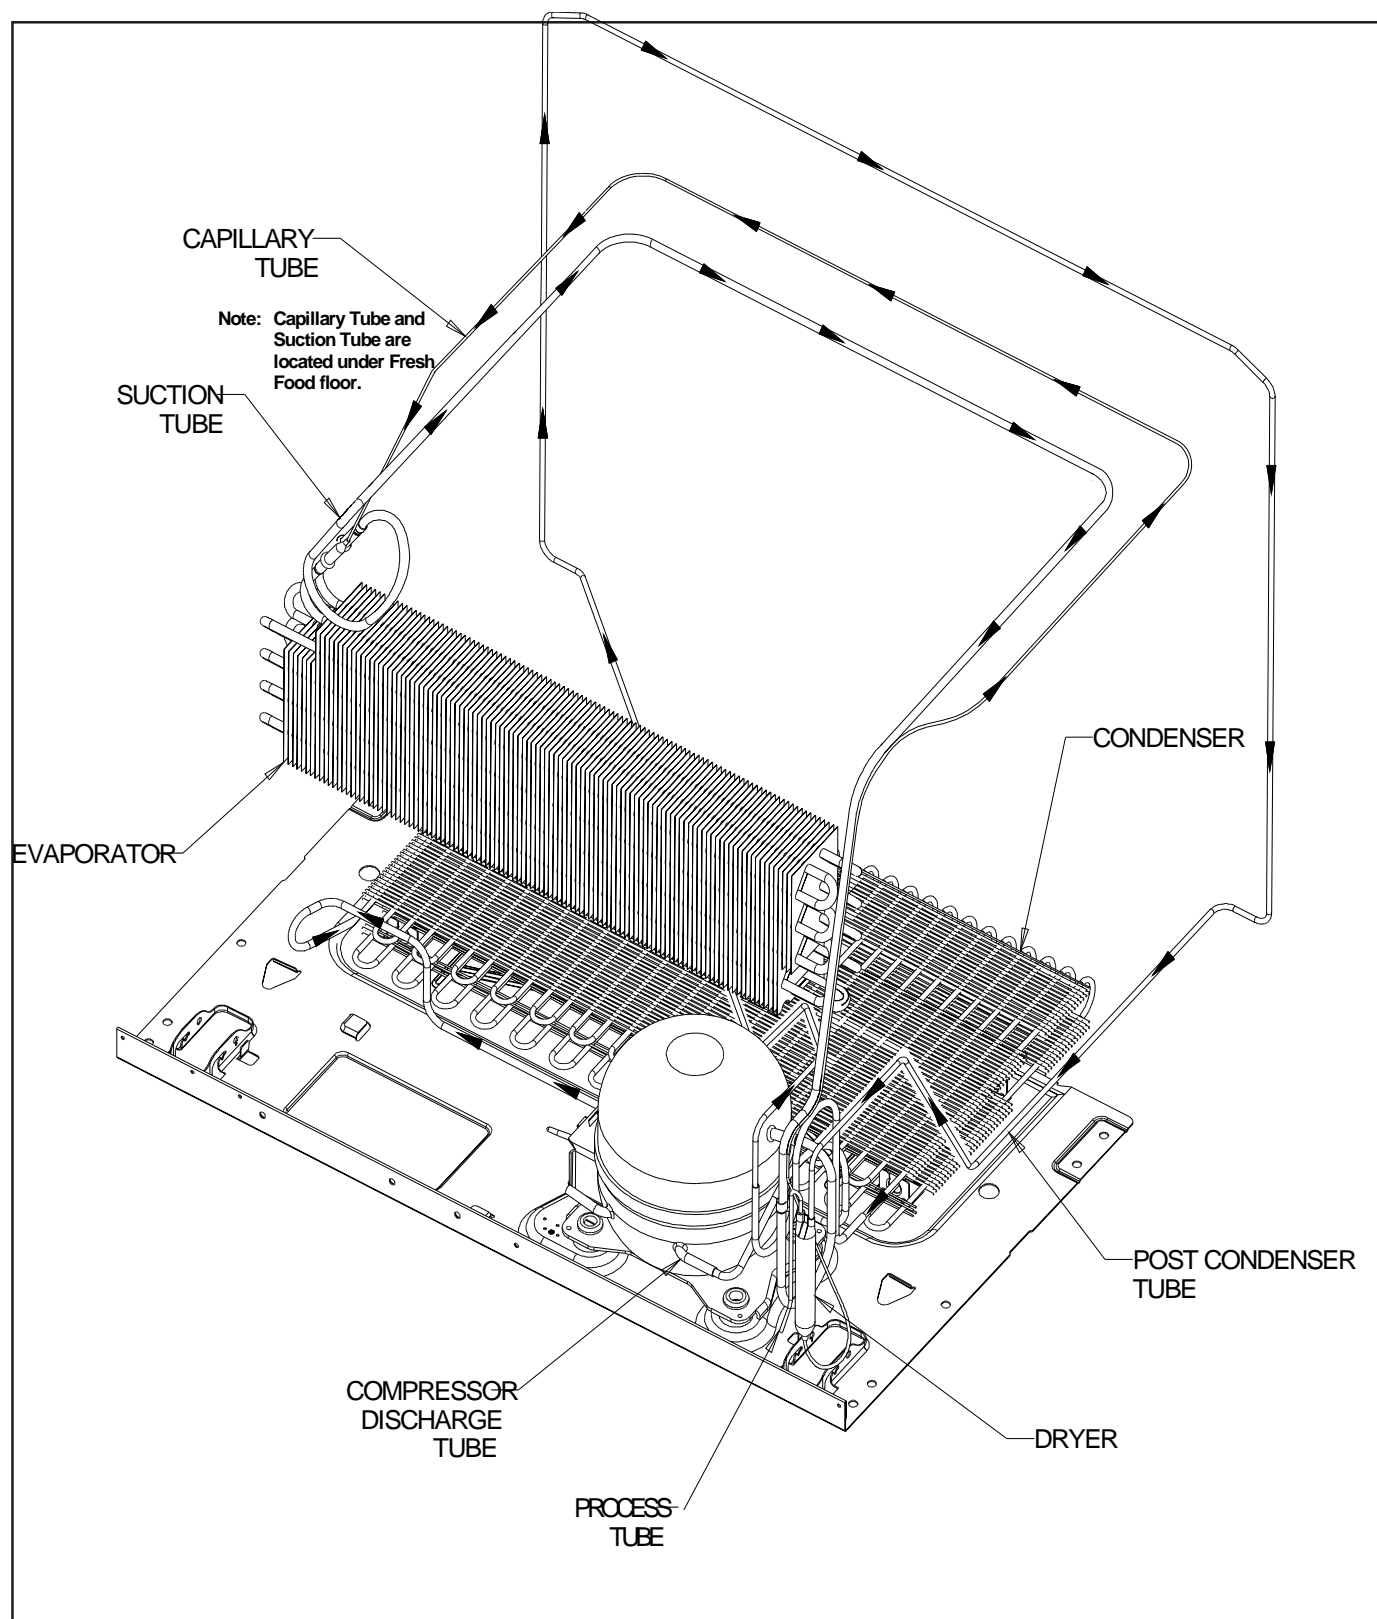 CAPILLARY
TUBE
Note: Capillary Tube and
Suction Tube are
located under Fresh
Food floor.
SUCTION
TUBE
CONDENSER
EVAPORATOR
POST CONDENSER
TUBE
COMPRESSOR
DISCHARGE
TUBE
DRYER
PROCESS
TUBE